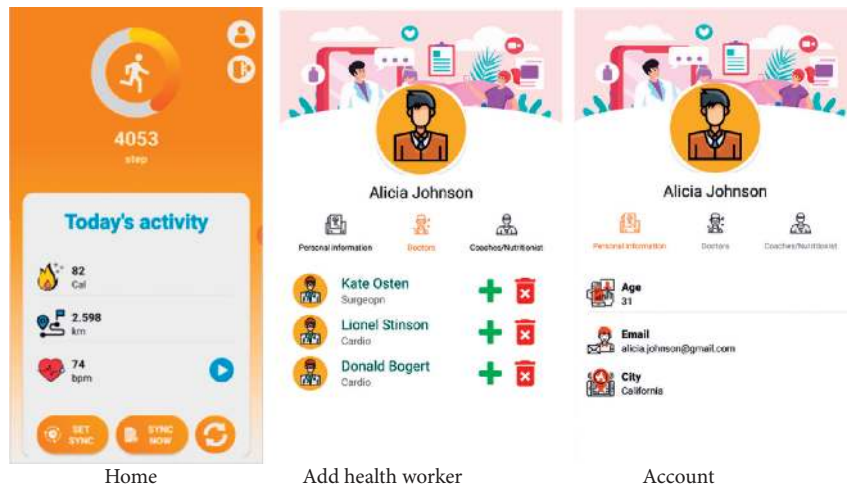 4053
step
Today's activity
82
Cal
2.598
km
74
bpm
SET
SYNC
SYNC
NOW
Home
Alicia Johnson
Personal information
Doctors
Coaches/Nutritionist
Kate Osten
Surgeopn
Lionel Stinson
Cardio
Donald Bogert
Cardio
Add health worker
Alicia Johnson
Personal information
Doctors
Coaches/Nutritionist
Age
31
Email
alicia.johnson@gmail.com
City
California
Account